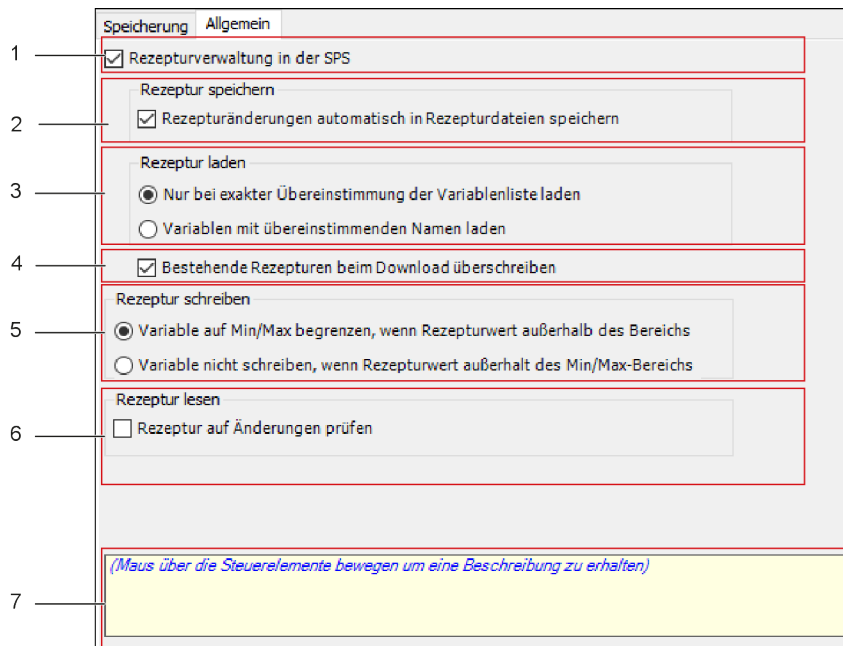 Speicherung Allgemein
1 Rezepturverwaltung in der SPS
Rezeptur speichern
2 Rezepturänderungen automatisch in Rezepturdateien speichern
Rezeptur laden
3 Nur bei exakter Übereinstimmung der Variablenliste laden
Variablen mit übereinstimmenden Namen laden
4 Bestehende Rezepturen beim Download überschreiben
Rezeptur schreiben
5 Variable auf Min/Max begrenzen, wenn Rezepturwert außerhalb des Bereichs
Variable nicht schreiben, wenn Rezepturwert außerhalt des Min/Max-Bereichs
Rezeptur lesen
6 Rezeptur auf Änderungen prüfen
(Maus über die Steuerelemente bewegen um eine Beschreibung zu erhalten)
7